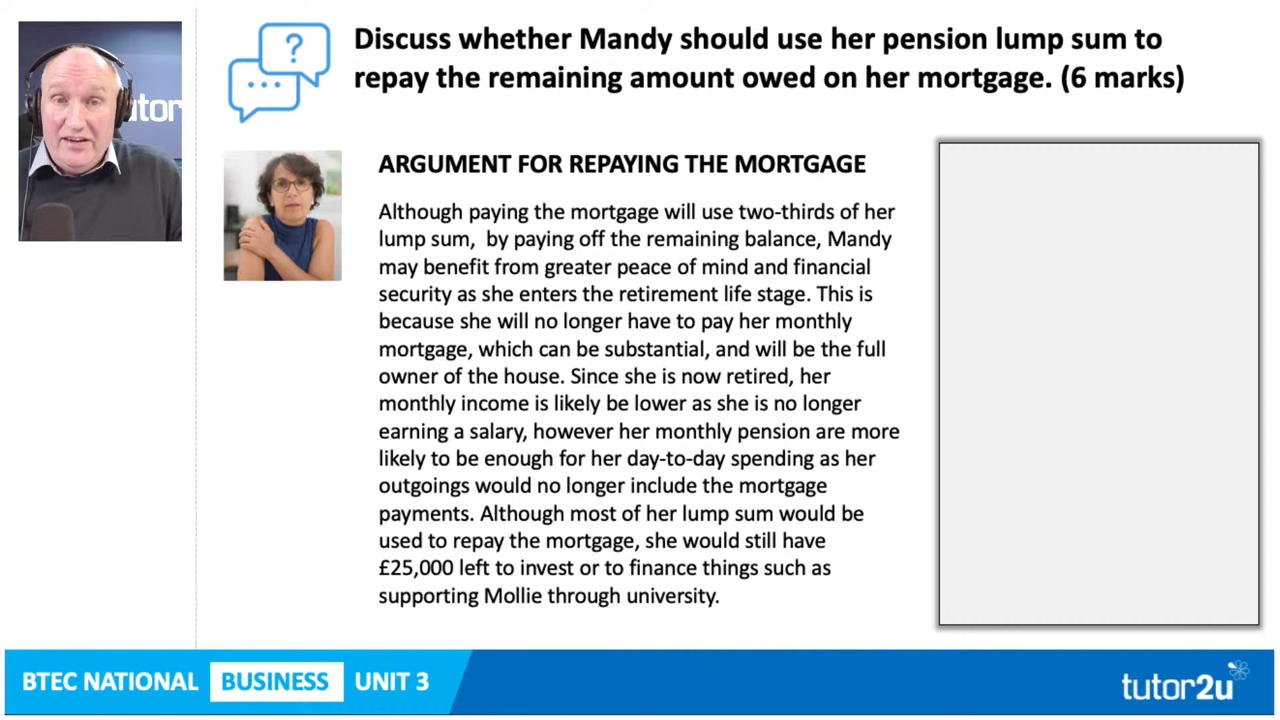 Discuss whether Mandy should use her pension lump sum to
repay the remaining amount owed on her mortgage. (6 marks)
?
utor
ARGUMENT FOR REPAYING THE MORTGAGE
Although paying the mortgage will use two-thirds of her
lump sum,  by paying off the remaining balance, Mandy
may benefit from greater peace of mind and financial
security as she enters the retirement life stage. This is
because she will no longer have to pay her monthly
mortgage, which can be substantial, and will be the full
owner of the house. Since she is now retired, her
monthly income is likely be lower as she is no longer
earning a salary, however her monthly pension are more
likely to be enough for her day-to-day spending as her
outgoings would no longer include the mortgage
payments. Although most of her lump sum would be
used to repay the mortgage, she would still have
£25,000 left to invest or to finance things such as
supporting Mollie through university.
BTEC NATIONAL BUSINESS UNIT 3
tutor2u